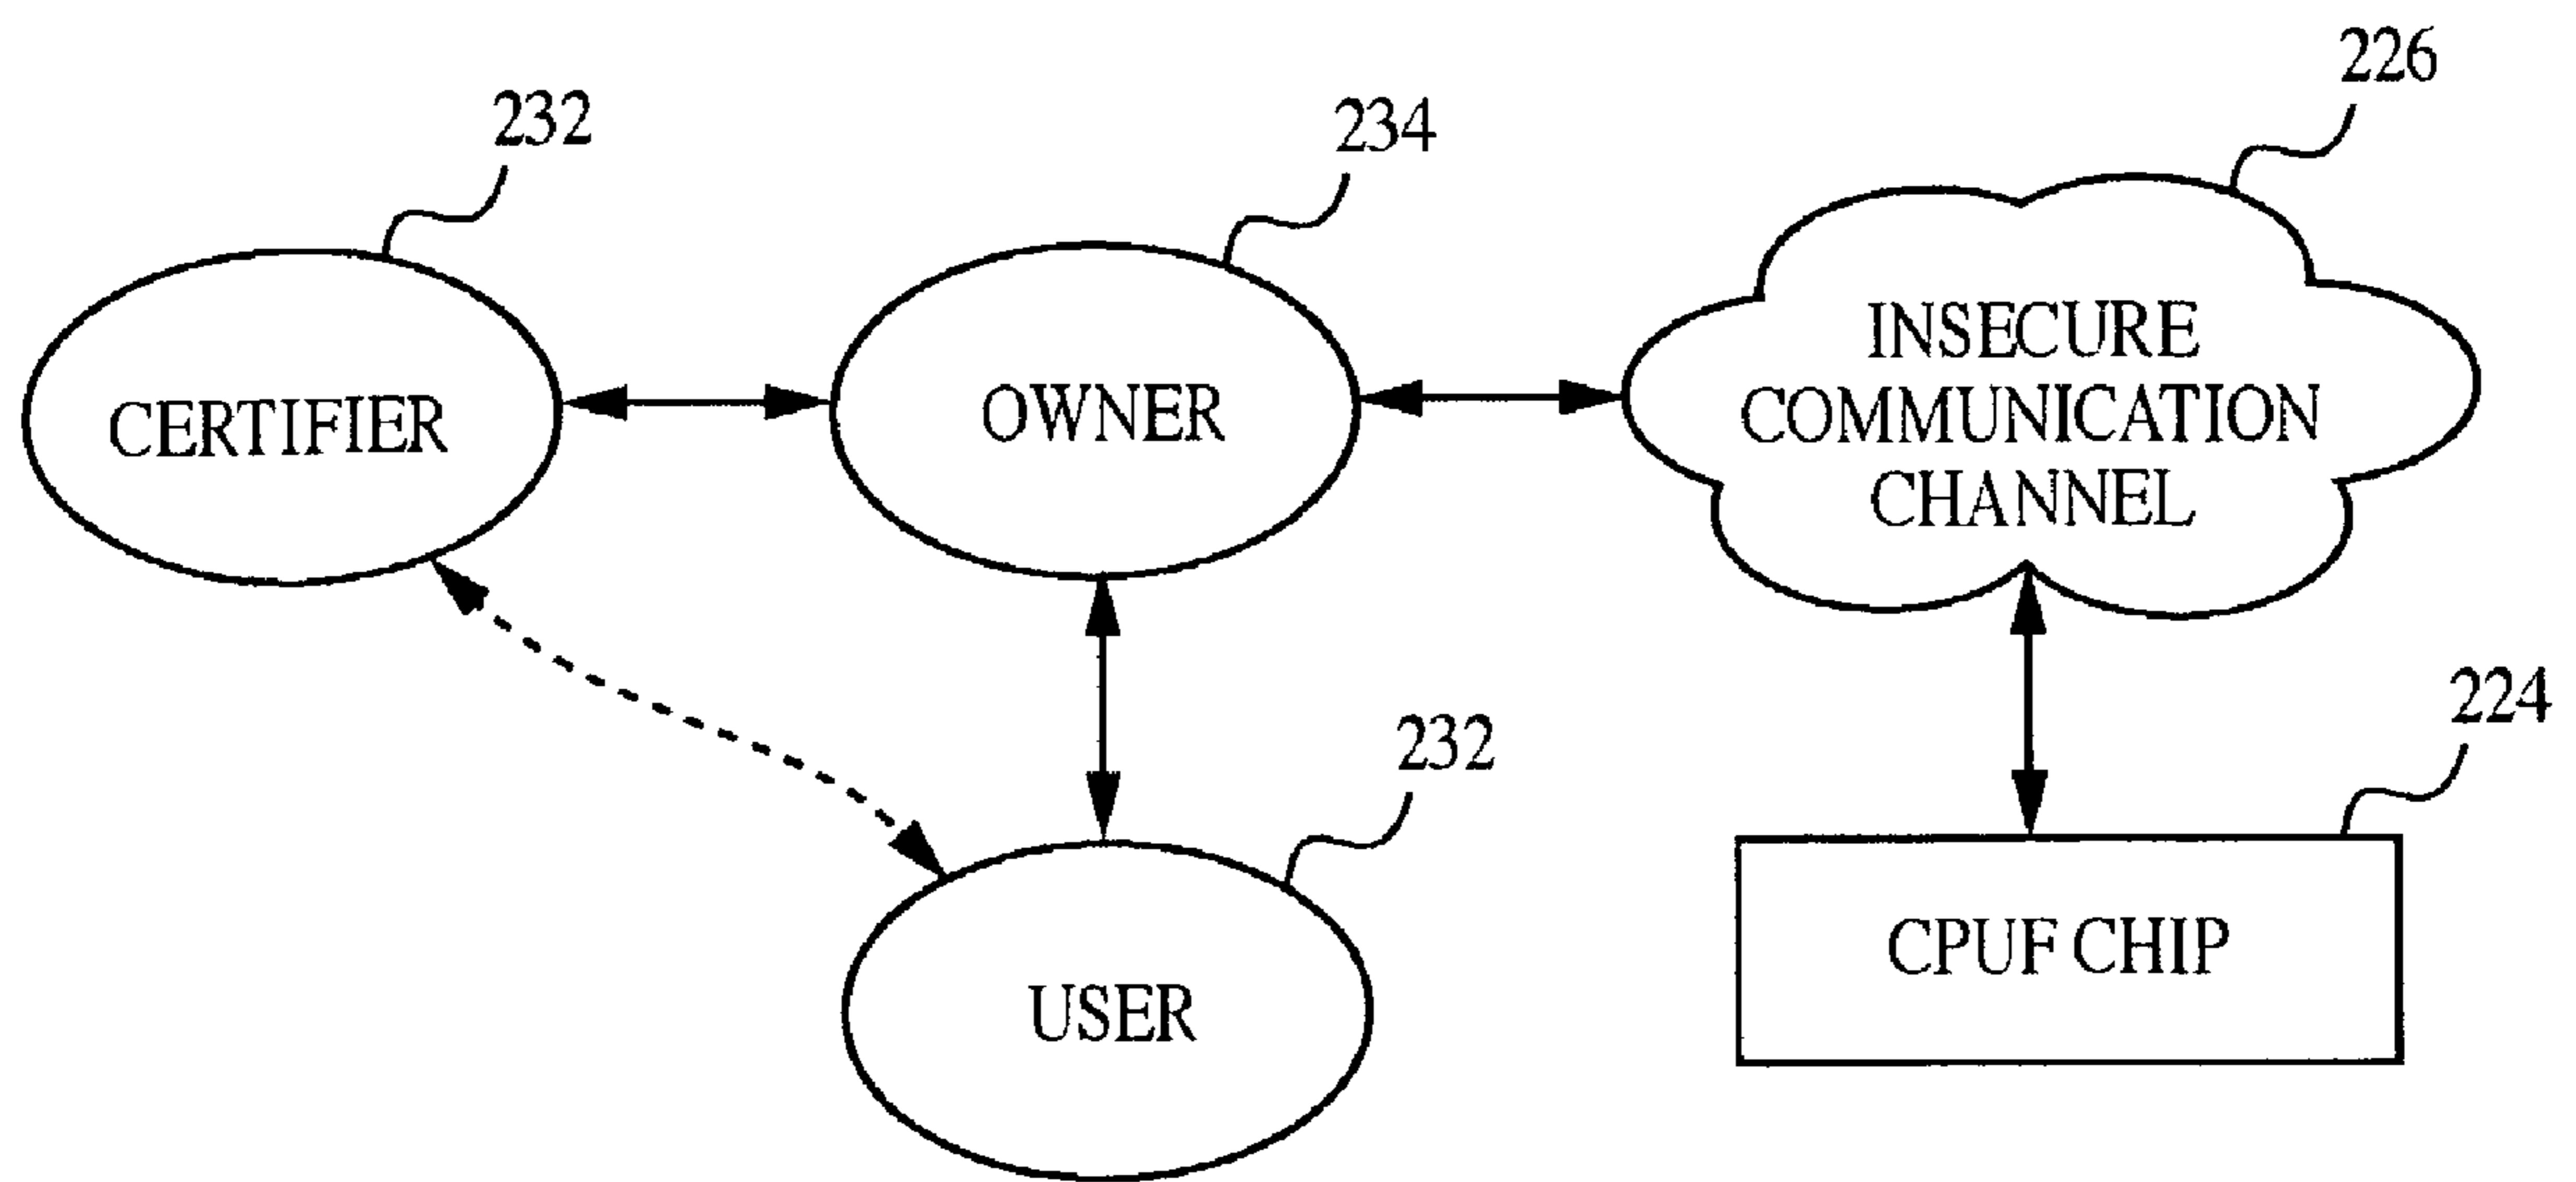 226
232
234
INSECURE
COMMUNICATION
CHANNEL
CERTIFIER
OWNER
224
232
CPUF CHIP
USER